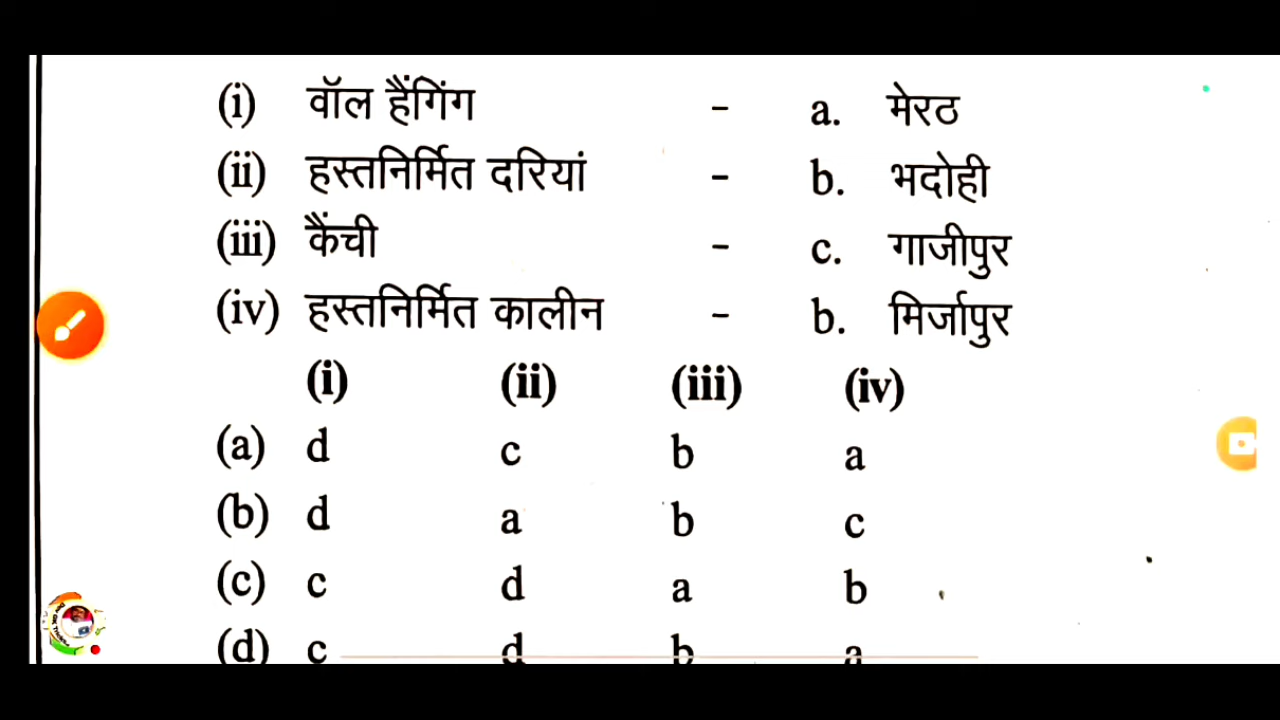 (i) वॉल हैंगिंग - a. मेरठ
(ii) हस्तनिर्मित दरियां - b. भदोही
(iii) कैंची - c. गाजीपुर
(iv) हस्तनिर्मित कालीन - b. मिर्जापुर
(i) (ii) (iii) (iv)
(a) d c b a
(b) d a b c
(c) c d a b
(d) c d b a